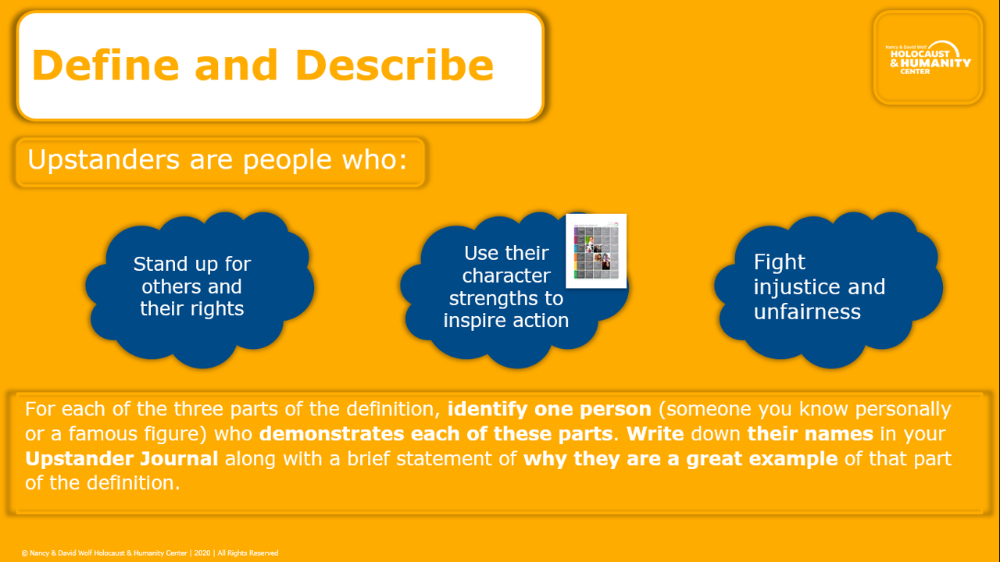 Define and Describe
Nancy & David Wolf
HOLOCAUST
& HUMANITY
CENTER
Upstanders are people who:
Stand up for
others and
their rights
Use their
character
strengths to
inspire action
Fight
injustice and
unfairness
For each of the three parts of the definition, identify one person (someone you know personally
or a famous figure) who demonstrates each of these parts. Write down their names in your
Upstander Journal along with a brief statement of why they are a great example of that part
of the definition.
© Nancy & David Wolf Holocaust & Humanity Center | 2020 | All Rights Reserved